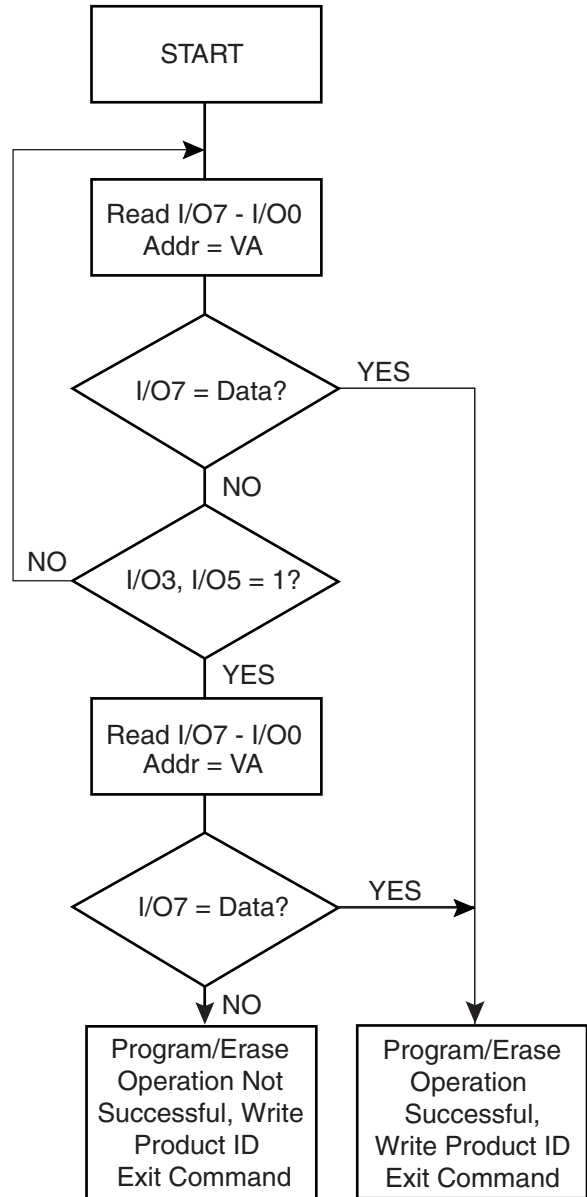 START
Read I/O7 - I/O0
Addr = VA
I/O7 = Data?
YES
NO
NO
I/O3, I/O5 = 1?
YES
Read I/O7 - I/O0
Addr = VA
I/O7 = Data?
YES
NO
Program/Erase
Operation Not
Successful, Write
Product ID
Exit Command
Program/Erase
Operation
Successful,
Write Product ID
Exit Command